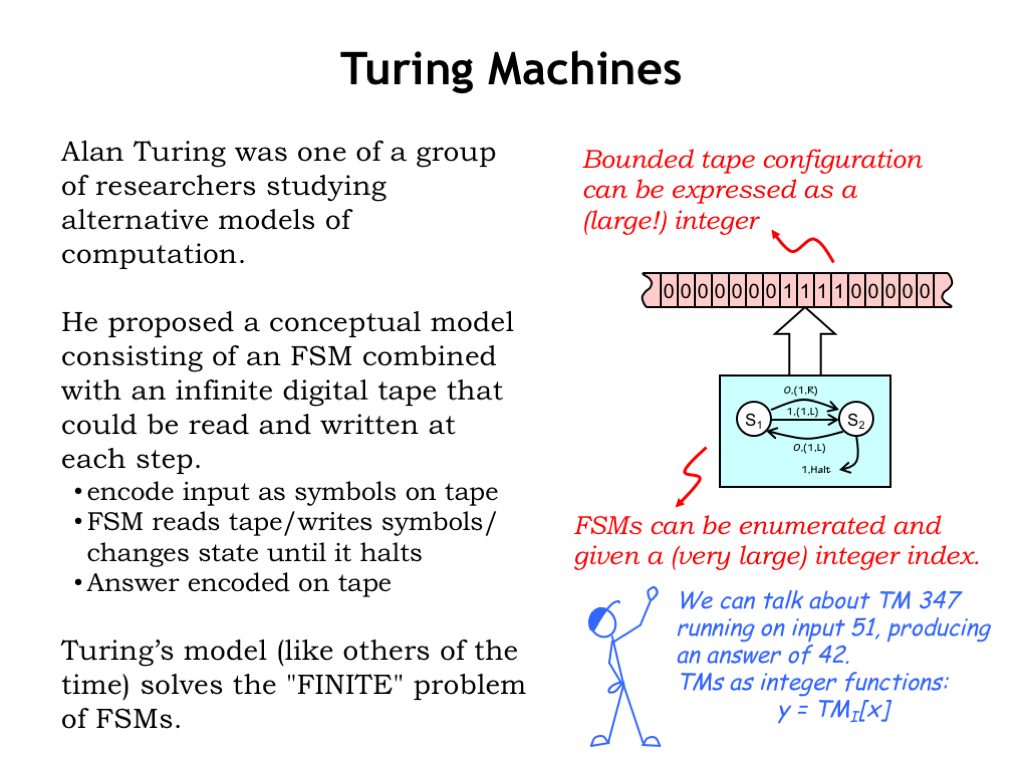 Turing Machines
Alan Turing was one of a group
of researchers studying
alternative models of
computation.
He proposed a conceptual model
consisting of an FSM combined
with an infinite digital tape that
could be read and written at
each step.
•encode input as symbols on tape
•FSM reads tape/writes symbols/
changes state until it halts
•Answer encoded on tape
Turing’s model (like others of the
time) solves the "FINITE" problem
of FSMs.
Bounded tape configuration
can be expressed as a
(large!) integer
0 0 0 0 0 0 0 1 1 1 1 0 0 0 0 0
0,(1,R)
1,(1,L)
S1 S2
0,(1,L)
1,Halt
FSMs can be enumerated and
given a (very large) integer index.
We can talk about TM 347
running on input 51, producing
an answer of 42.
TMs as integer functions:
y = TMI[x]